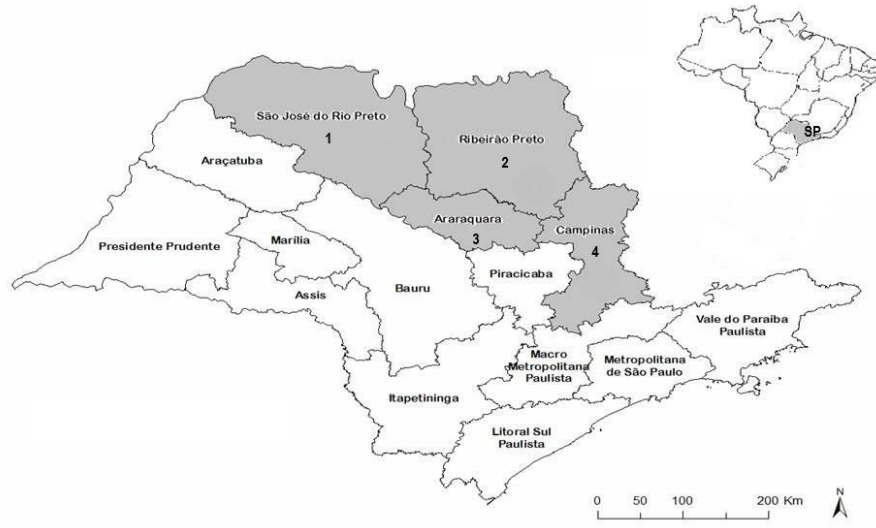 SP
São José do Rio Preto
1
Ribeirão Preto
2
Araçatuba
Araraquara
3
Campinas
4
Presidente Prudente
Marília
Piracicaba
Assis
Bauru
Vale do Paraíba
Paulista
Macro
Metropolitana
Paulista
Metropolitana
de São Paulo
Itapetininga
Litoral Sul
Paulista
N
0 50 100 200 Km